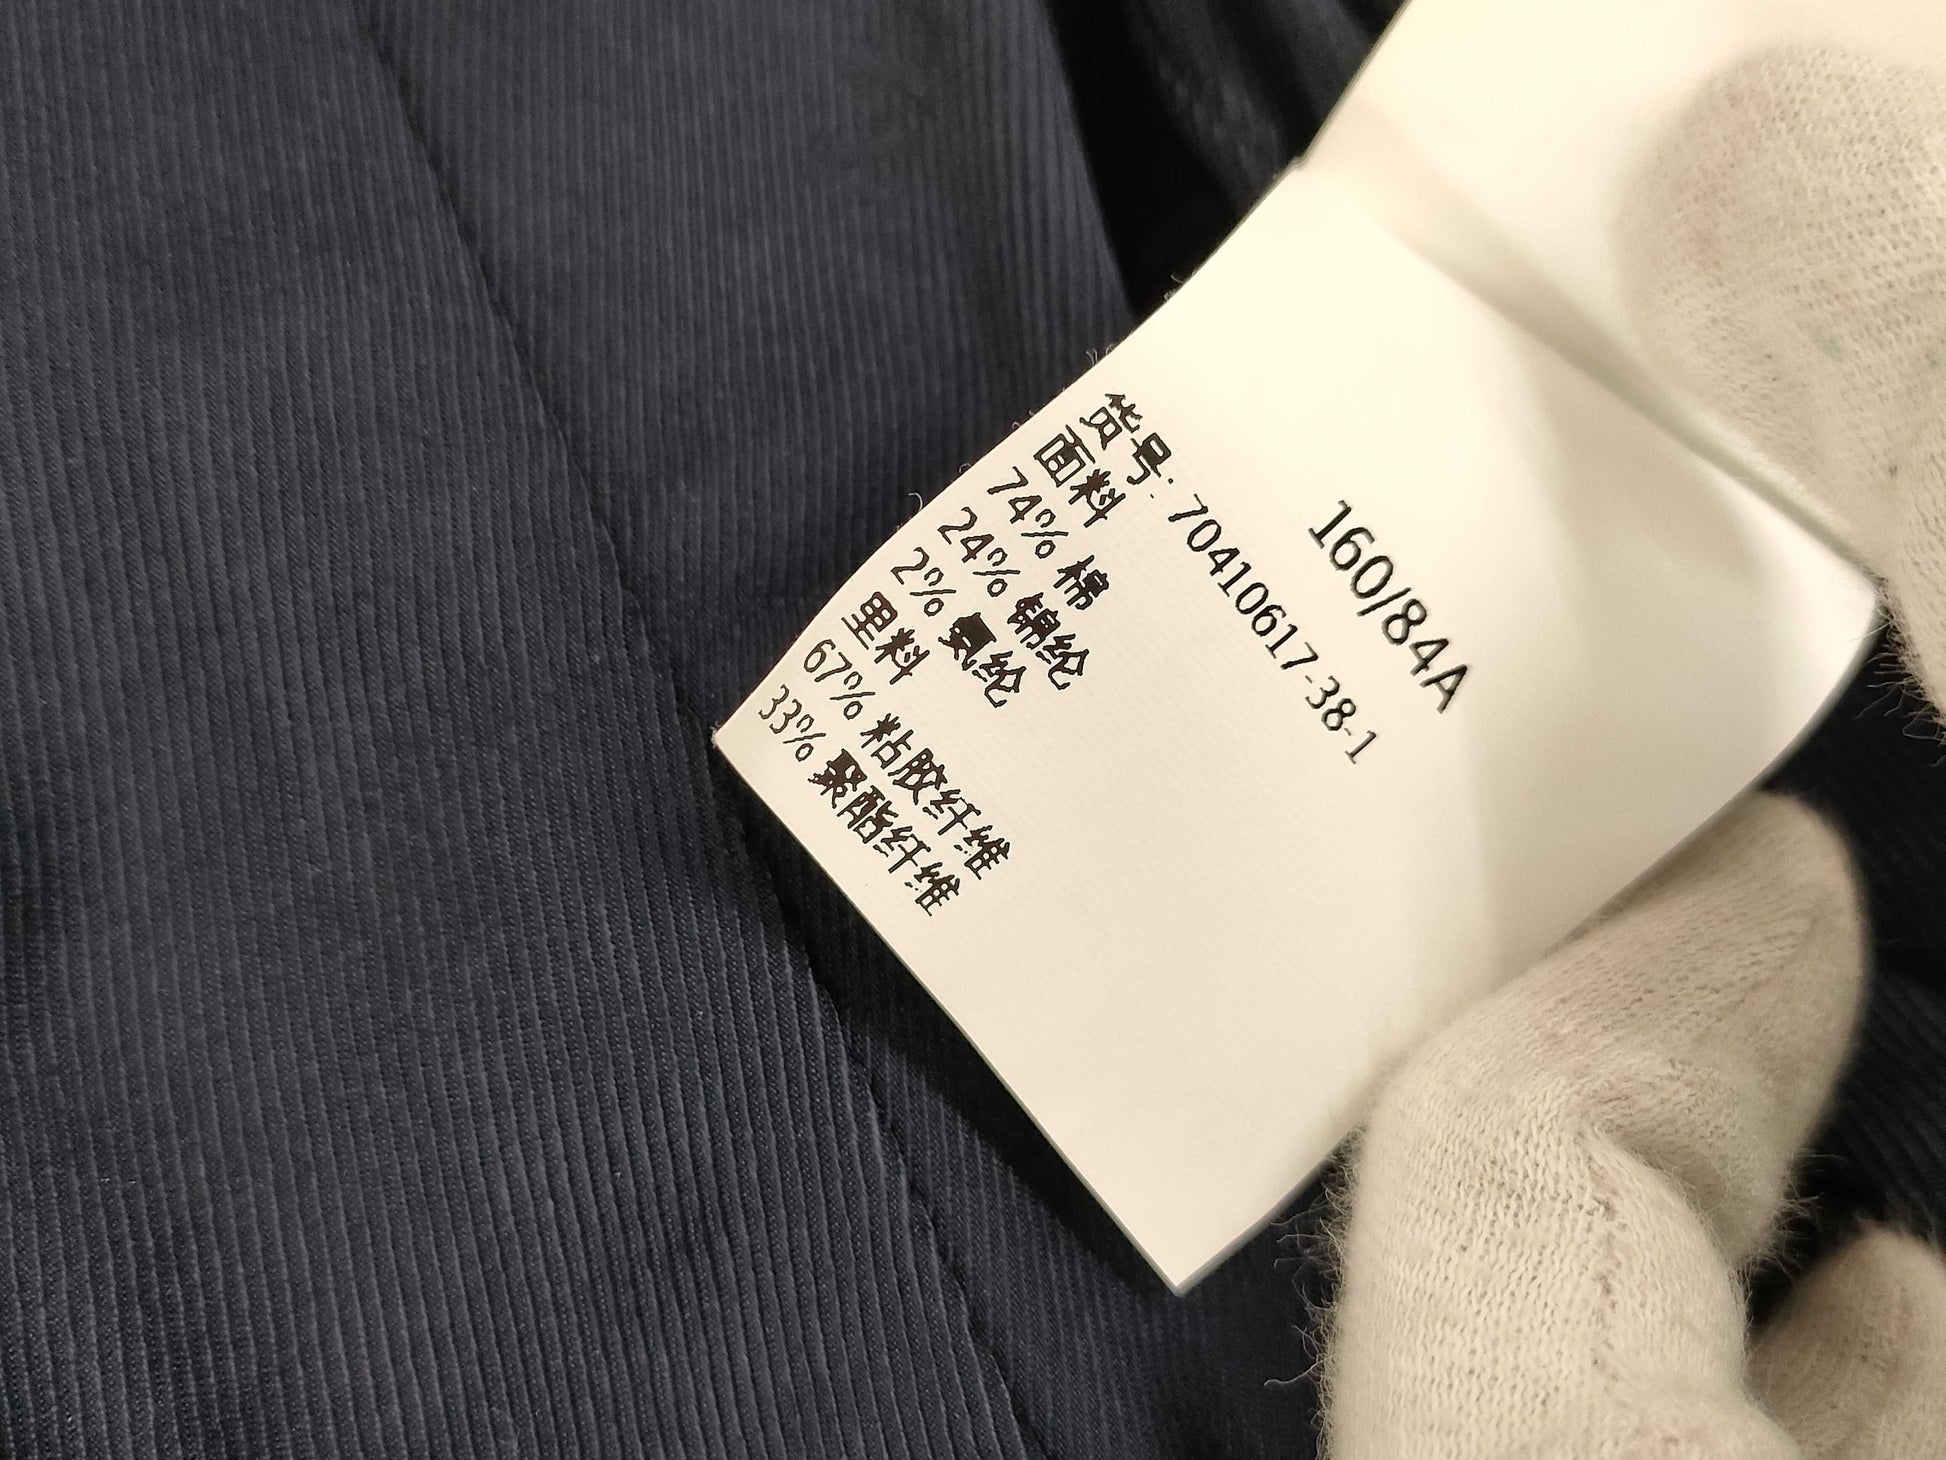 160/84A
货号: 70410617-38-1
面料
74% 棉
24% 锦纶
2% 氨纶
里料
67% 粘胶纤维
33% 聚酯纤维